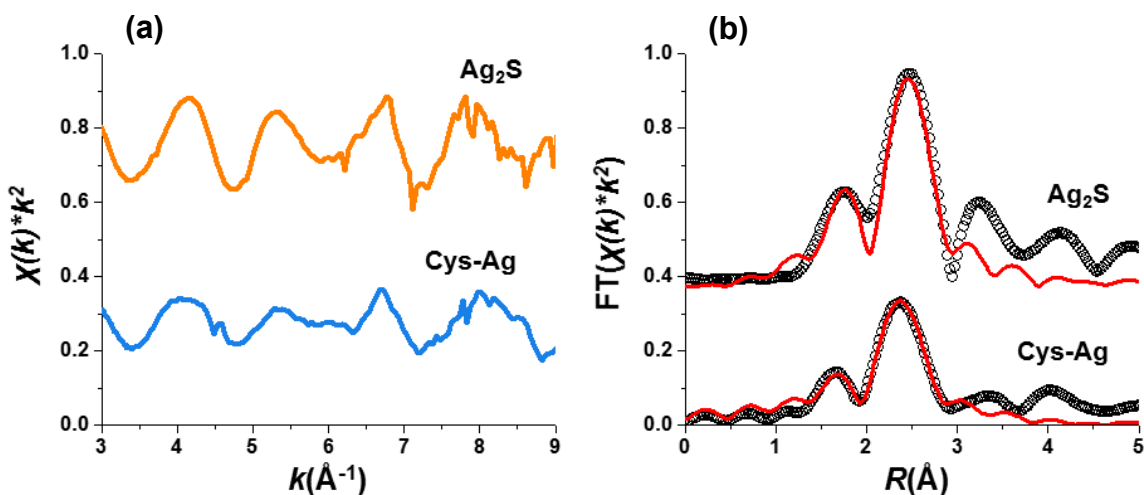 (a)
1.0
0.8
0.6
0.4
0.2
0.0
χ(k)*k²
Ag₂S
Cys-Ag
3 4 5 6 7 8 9
k(Å⁻¹)
(b)
1.0
0.8
0.6
0.4
0.2
0.0
FT(χ(k)*k²)
Ag₂S
Cys-Ag
0 1 2 3 4 5
R(Å)